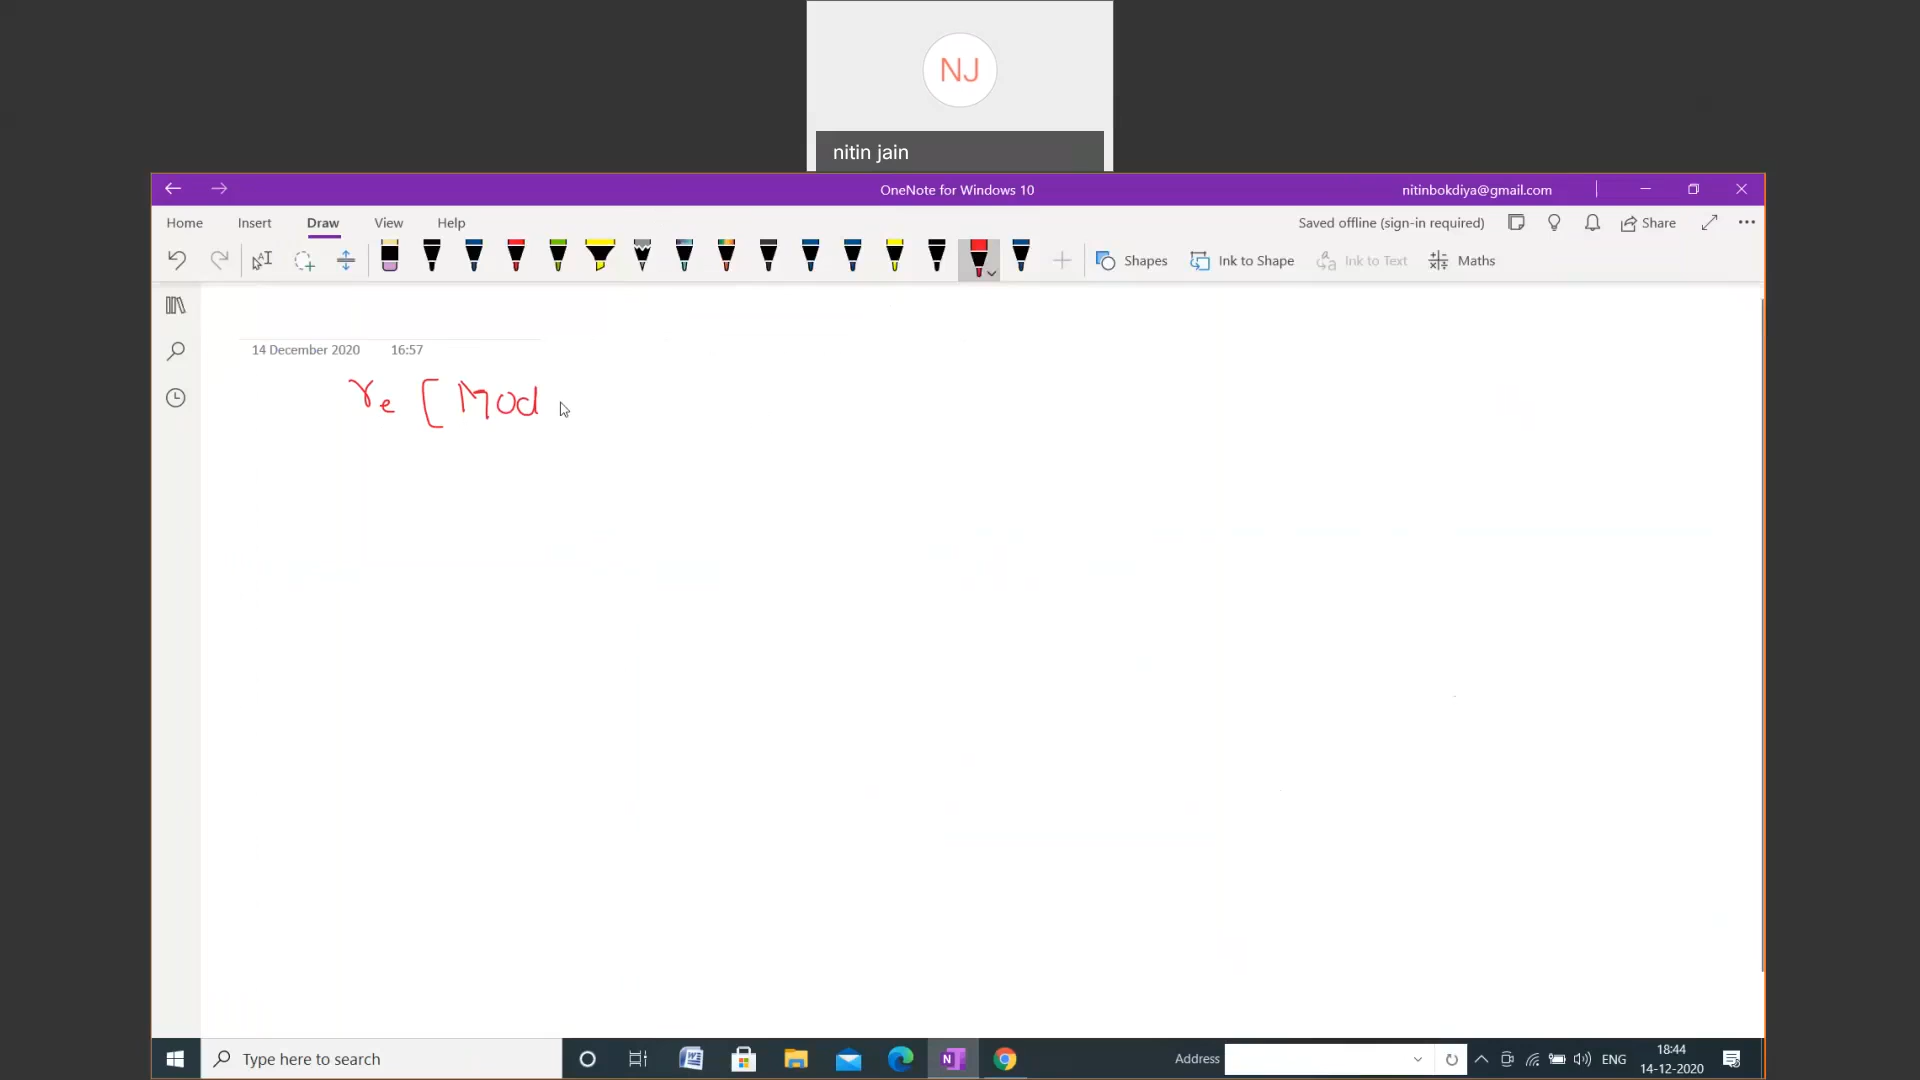 NJ
nitin jain
OneNote for Windows 10
nitinbokdiya@gmail.com
Home Insert Draw View Help
Saved offline (sign-in required) Share
Shapes Ink to Shape Ink to Text Maths
14 December 2020 16:57
re [ Mod
Type here to search
Address
ENG
18:44
14-12-2020